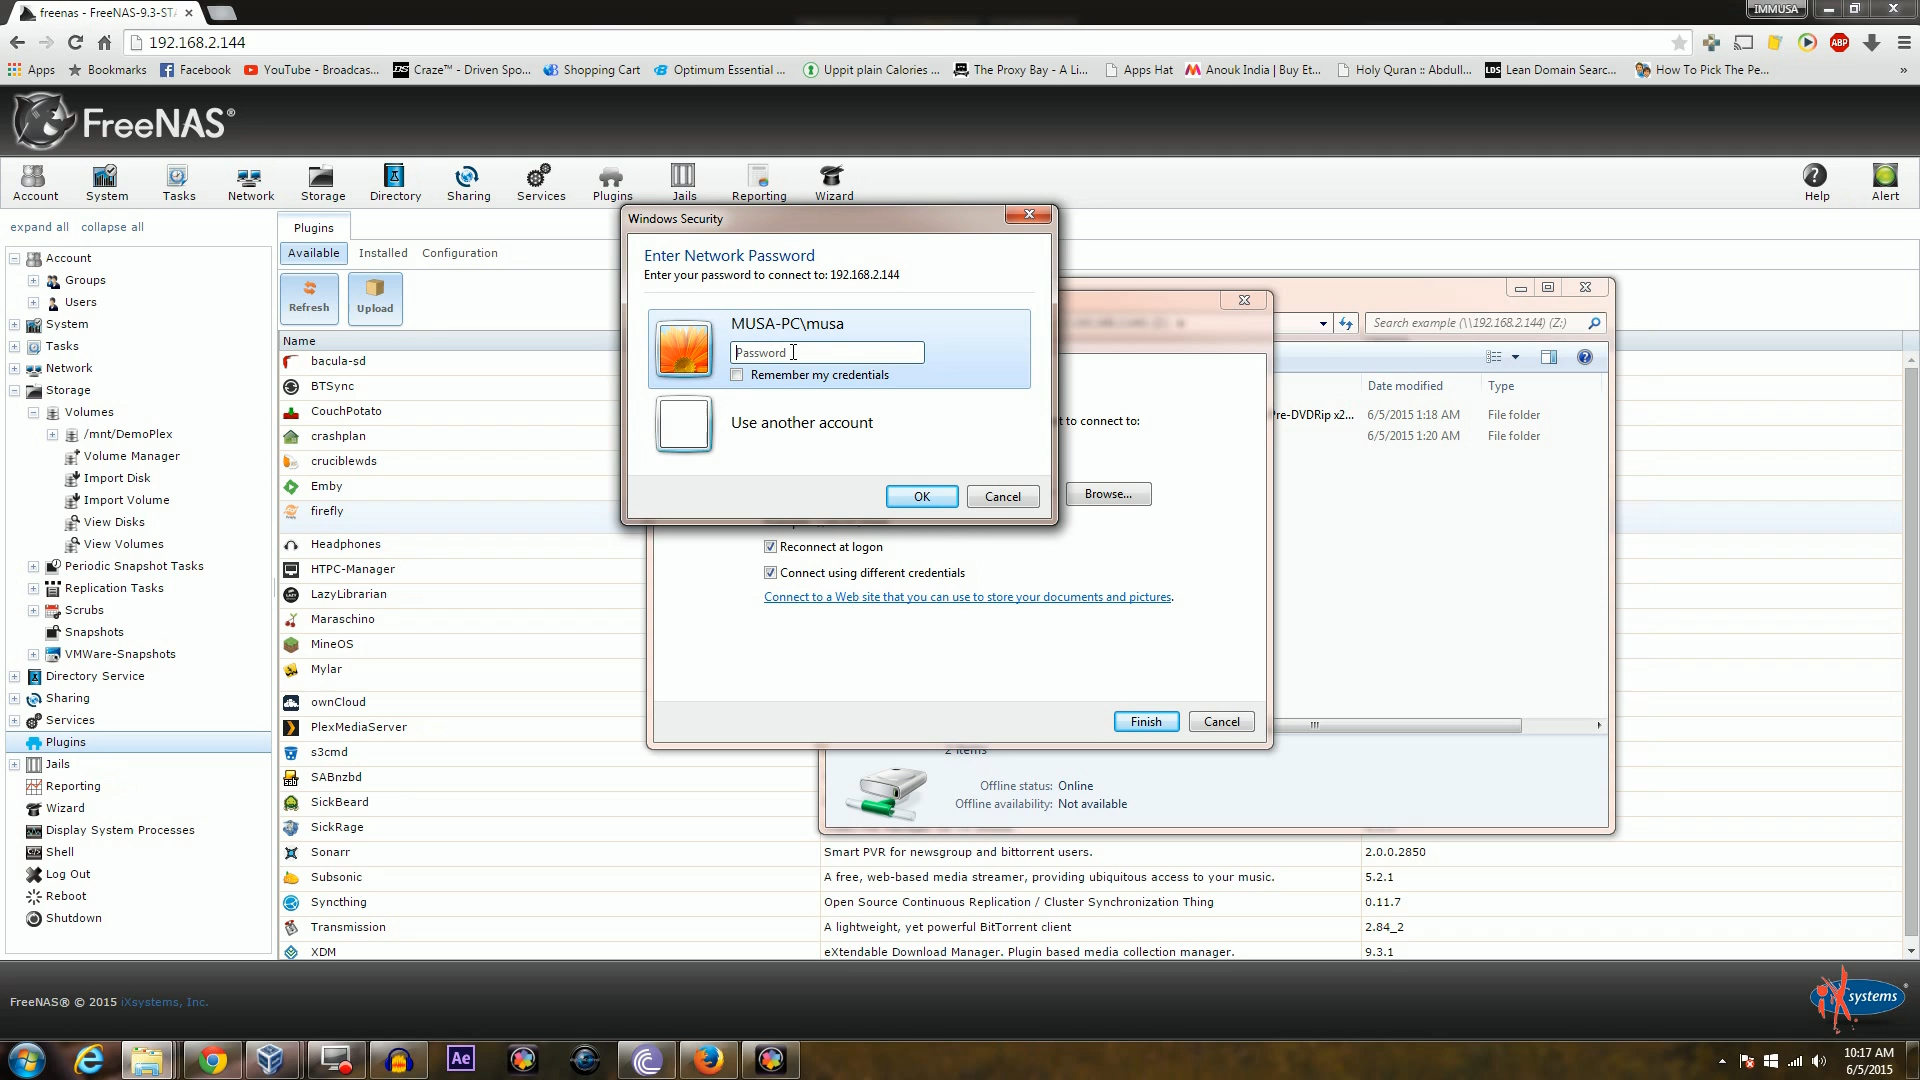 freenas - FreeNAS-9.3-STA
IMMUSA
192.168.2.144
ABP
Apps
Bookmarks
Facebook
YouTube - Broadcas...
Craze™ - Driven Spo...
Shopping Cart
Optimum Essential ...
Uppit plain Calories ...
The Proxy Bay - A Li...
Apps Hat
Anouk India | Buy Et...
Holy Quran :: Abdull...
LDS Lean Domain Searc...
How To Pick The Pe...
»
FreeNAS®
Account
System
Tasks
Network
Storage
Directory
Sharing
Services
Plugins
Jails
Reporting
Wizard
Help
Alert
expand all collapse all
Account
Groups
Users
System
Tasks
Network
Storage
Volumes
/mnt/DemoPlex
Volume Manager
Import Disk
Import Volume
View Disks
View Volumes
Periodic Snapshot Tasks
Replication Tasks
Scrubs
Snapshots
VMWare-Snapshots
Directory Service
Sharing
Services
Plugins
Jails
Reporting
Wizard
Display System Processes
Shell
Log Out
Reboot
Shutdown
Plugins
Available
Installed
Configuration
Refresh
Upload
Name
bacula-sd
BTSync
CouchPotato
crashplan
cruciblewds
Emby
firefly
Headphones
HTPC-Manager
LazyLibrarian
Maraschino
MineOS
Mylar
ownCloud
PlexMediaServer
s3cmd
SABnzbd
SickBeard
SickRage
Sonarr
Smart PVR for newsgroup and bittorrent users.
2.0.0.2850
Subsonic
A free, web-based media streamer, providing ubiquitous access to your music.
5.2.1
Syncthing
Open Source Continuous Replication / Cluster Synchronization Thing
0.11.7
Transmission
A lightweight, yet powerful BitTorrent client
2.84_2
XDM
eXtendable Download Manager. Plugin based media collection manager.
9.3.1
Windows Security
Enter Network Password
Enter your password to connect to: 192.168.2.144
MUSA-PC\musa
Password
Remember my credentials
Use another account
OK
Cancel
t to connect to:
Browse...
Reconnect at logon
Connect using different credentials
Connect to a Web site that you can use to store your documents and pictures.
Finish
Cancel
Search example (\\192.168.2.144) (Z:)
Date modified
Type
Pre-DVDRip x2...
6/5/2015 1:18 AM
File folder
6/5/2015 1:20 AM
File folder
2 items
Offline status: Online
Offline availability: Not available
FreeNAS® © 2015 iXsystems, Inc.
iXsystems
Ae
10:17 AM
6/5/2015